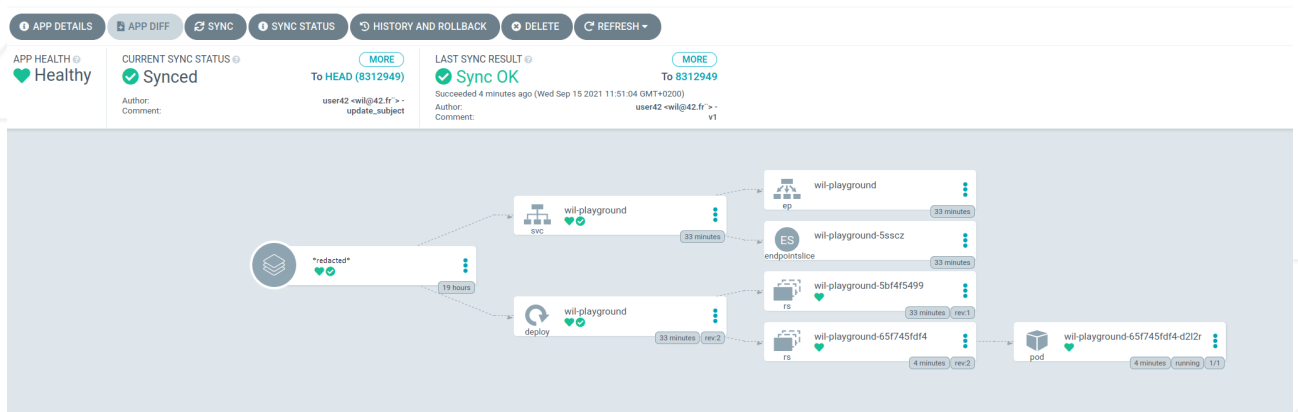 APP DETAILS APP DIFF SYNC SYNC STATUS HISTORY AND ROLLBACK DELETE REFRESH
APP HEALTH
Healthy
CURRENT SYNC STATUS MORE
Synced To HEAD (8312949)
Author: user42 <wil@42.fr¨> -
Comment: update_subject
LAST SYNC RESULT MORE
Sync OK To 8312949
Succeeded 4 minutes ago (Wed Sep 15 2021 11:51:04 GMT+0200)
Author: user42 <wil@42.fr¨> -
Comment: v1
*redacted*
19 hours
wil-playground
svc
33 minutes
wil-playground
deploy
33 minutes rev:2
wil-playground
ep
33 minutes
ES
wil-playground-5sscz
endpointslice
33 minutes
wil-playground-5bf4f5499
rs
33 minutes rev:1
wil-playground-65f745fdf4
rs
4 minutes rev:2
wil-playground-65f745fdf4-d2l2r
pod
4 minutes running 1/1